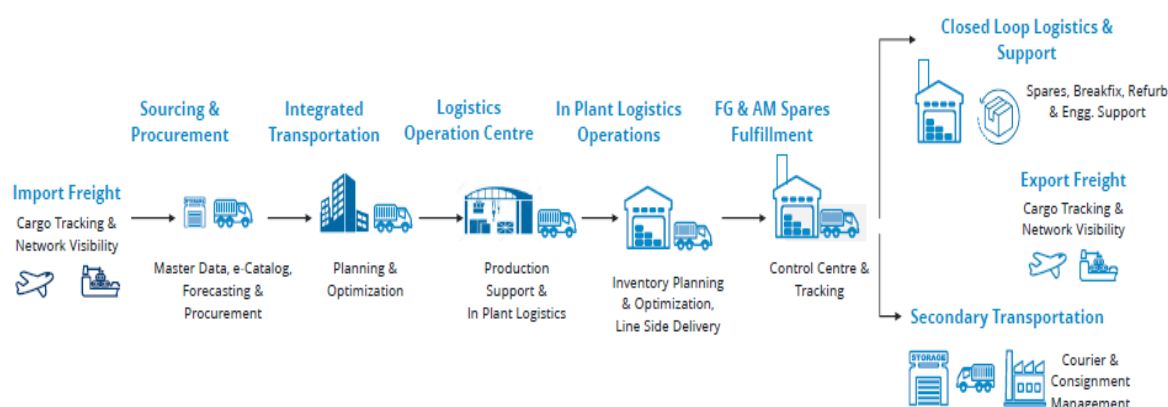 Import Freight
Cargo Tracking &
Network Visibility
Sourcing &
Procurement
Master Data, e-Catalog,
Forecasting &
Procurement
Integrated
Transportation
Planning &
Optimization
Logistics
Operation Centre
Production
Support &
In Plant Logistics
In Plant Logistics
Operations
Inventory Planning
& Optimization,
Line Side Delivery
FG & AM Spares
Fulfillment
Control Centre &
Tracking
Closed Loop Logistics &
Support
Spares, Breakfix, Refurb
& Engg. Support
Export Freight
Cargo Tracking &
Network Visibility
Secondary Transportation
STORAGE
Courier &
Consignment
Management